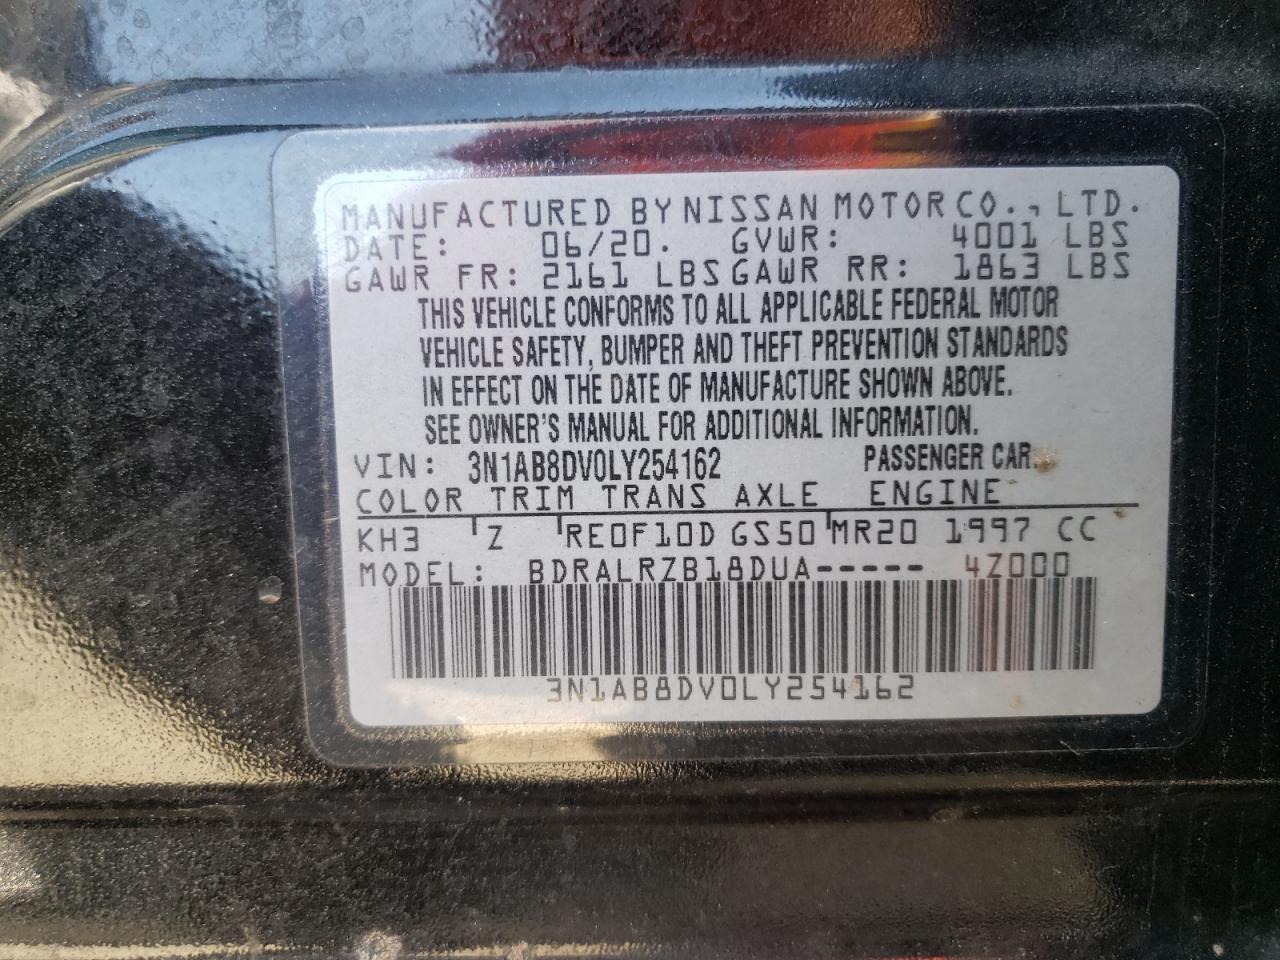 MANUFACTURED BY NISSAN MOTOR CO., LTD.
DATE: 06/20. GVWR: 4001 LBS
GAWR FR: 2161 LBS GAWR RR: 1863 LBS
THIS VEHICLE CONFORMS TO ALL APPLICABLE FEDERAL MOTOR
VEHICLE SAFETY, BUMPER AND THEFT PREVENTION STANDARDS
IN EFFECT ON THE DATE OF MANUFACTURE SHOWN ABOVE.
SEE OWNER'S MANUAL FOR ADDITIONAL INFORMATION.
VIN: 3N1AB8DV0LY254162 PASSENGER CAR.
COLOR TRIM TRANS AXLE ENGINE
KH3 Z RE0F10D GS50 MR20 1997 CC
MODEL: BDRALRZB18DUA----- 4Z000
3N1AB8DV0LY254162